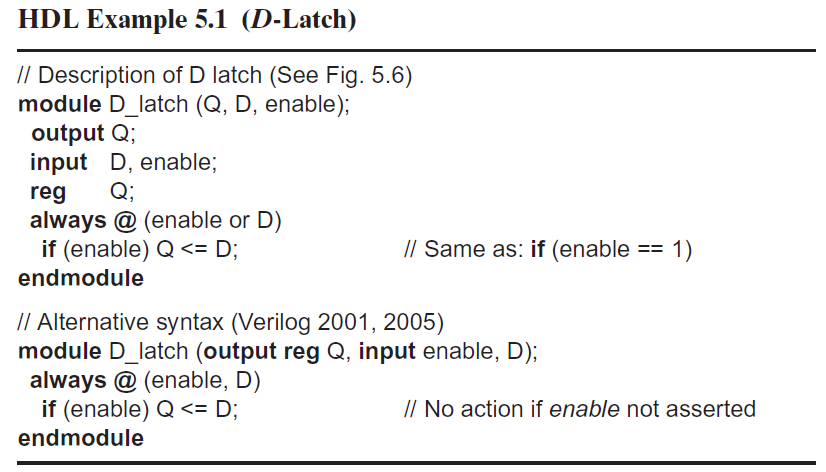 HDL Example 5.1 (D-Latch)
// Description of D latch (See Fig. 5.6)
module D_latch (Q, D, enable);
output Q;
input D, enable;
reg Q;
always @ (enable or D)
if (enable) Q <= D; // Same as: if (enable == 1)
endmodule
// Alternative syntax (Verilog 2001, 2005)
module D_latch (output reg Q, input enable, D);
always @ (enable, D)
if (enable) Q <= D; // No action if enable not asserted
endmodule